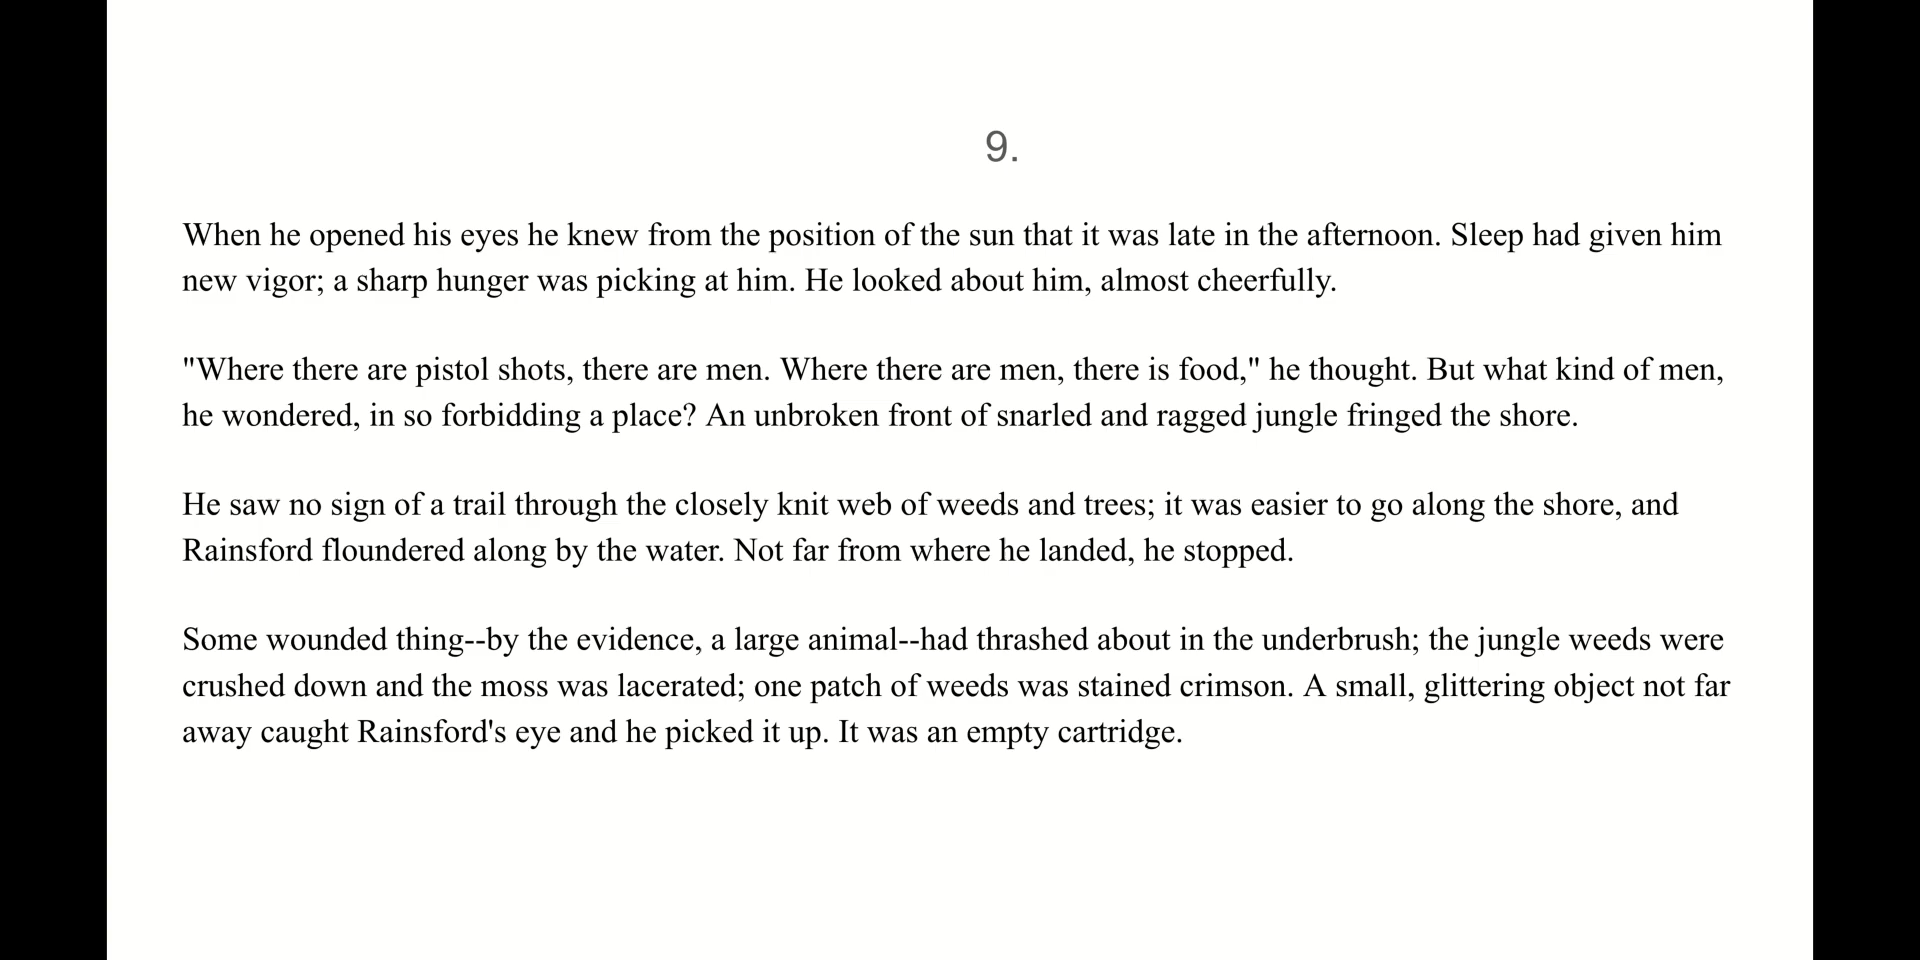 9.
When he opened his eyes he knew from the position of the sun that it was late in the afternoon. Sleep had given him
new vigor; a sharp hunger was picking at him. He looked about him, almost cheerfully.
"Where there are pistol shots, there are men. Where there are men, there is food," he thought. But what kind of men,
he wondered, in so forbidding a place? An unbroken front of snarled and ragged jungle fringed the shore.
He saw no sign of a trail through the closely knit web of weeds and trees; it was easier to go along the shore, and
Rainsford floundered along by the water. Not far from where he landed, he stopped.
Some wounded thing--by the evidence, a large animal--had thrashed about in the underbrush; the jungle weeds were
crushed down and the moss was lacerated; one patch of weeds was stained crimson. A small, glittering object not far
away caught Rainsford's eye and he picked it up. It was an empty cartridge.